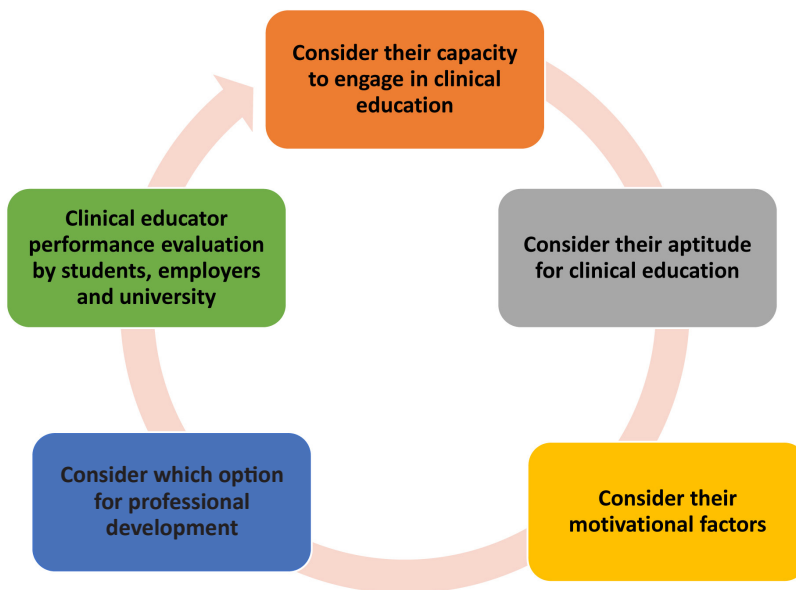 Consider their capacity
to engage in clinical
education
Consider their aptitude
for clinical education
Consider their
motivational factors
Consider which option
for professional
development
Clinical educator
performance evaluation
by students, employers
and university